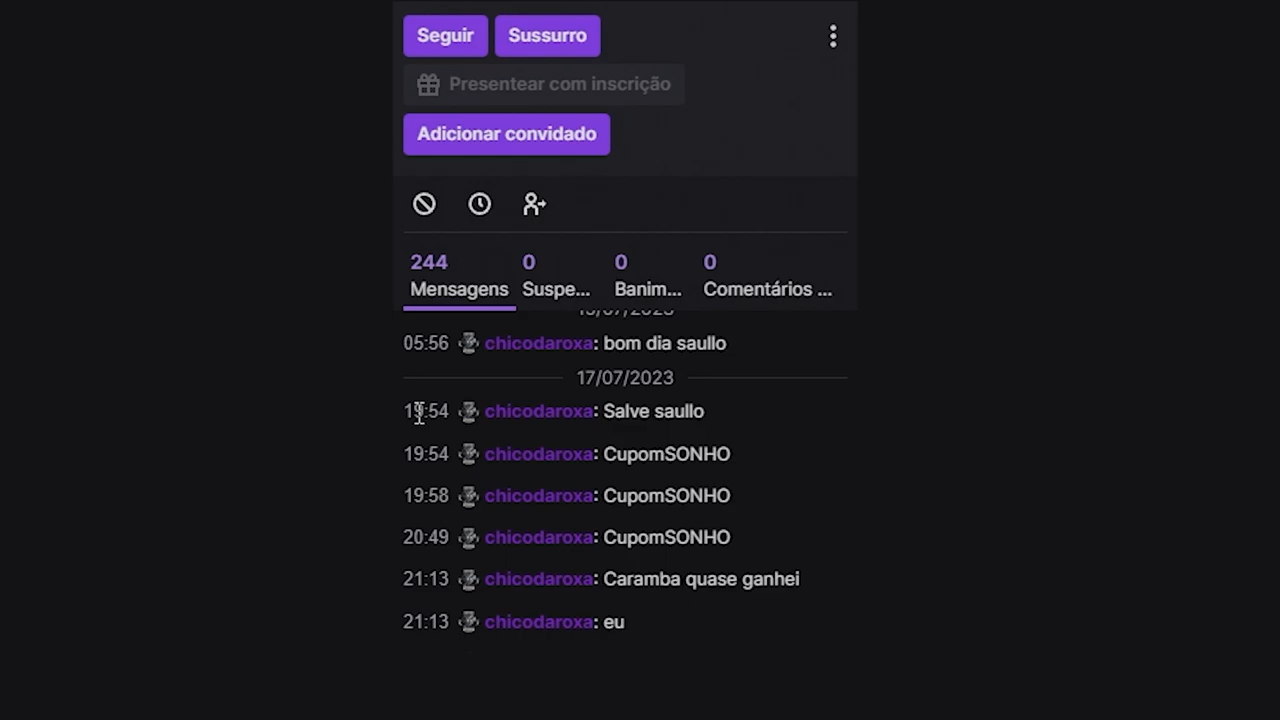 Seguir Sussurro
Presentear com inscrição
Adicionar convidado
244 0 0 0
Mensagens Suspe... Banim... Comentários ...
05:56 chicodaroxa: bom dia saullo
17/07/2023
19:54 chicodaroxa: Salve saullo
19:54 chicodaroxa: CupomSONHO
19:58 chicodaroxa: CupomSONHO
20:49 chicodaroxa: CupomSONHO
21:13 chicodaroxa: Caramba quase ganhei
21:13 chicodaroxa: eu